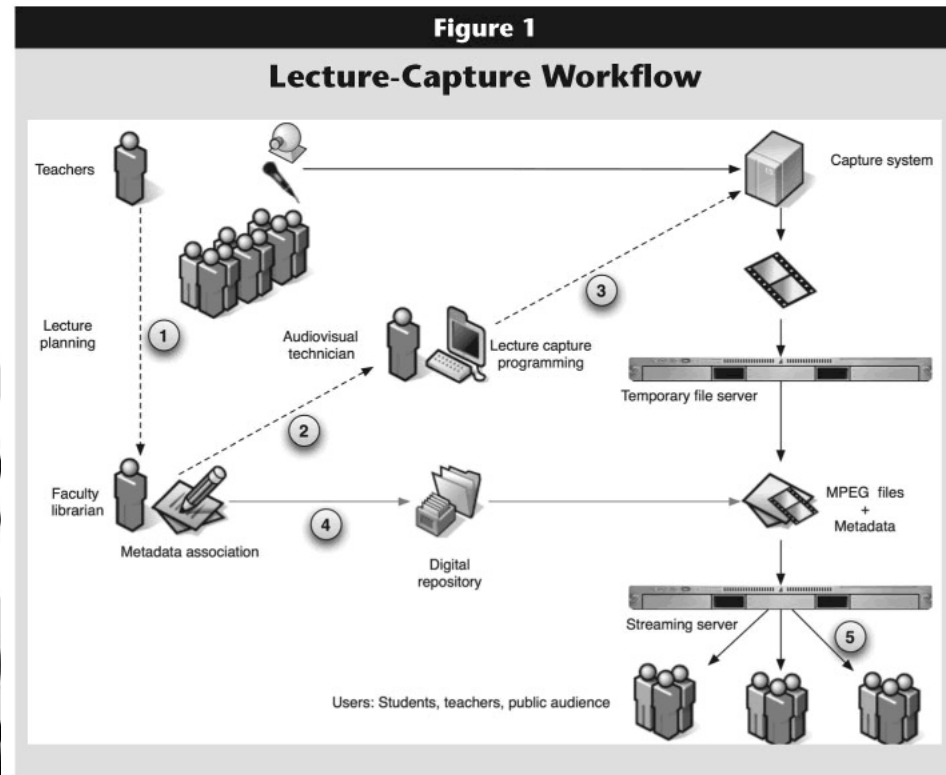 Figure 1
Lecture-Capture Workflow
Teachers
Capture system
Lecture
planning
1
3
Audiovisual
technician
Lecture capture
programming
Temporary file server
2
Faculty
librarian
MPEG files
+
Metadata
Metadata association
4
Digital
repository
Streaming server
5
Users: Students, teachers, public audience